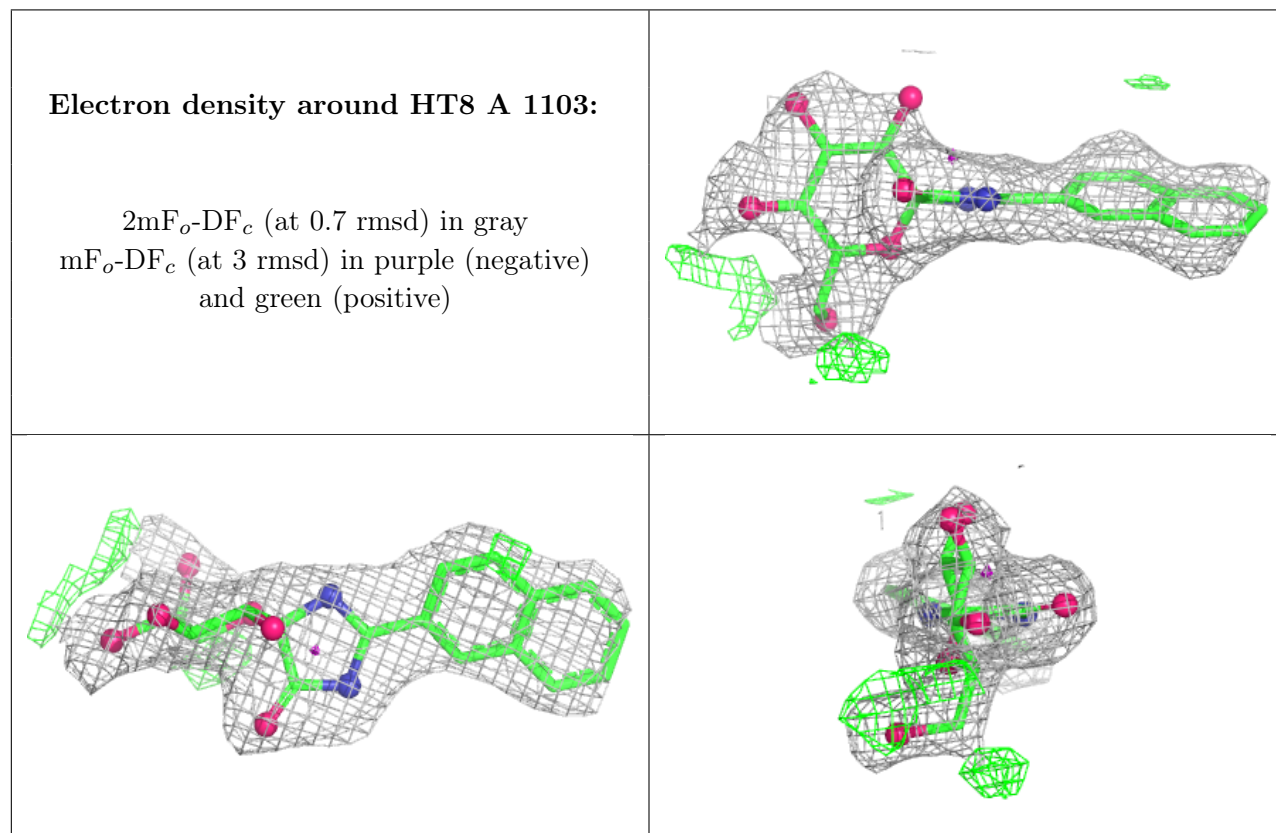 Electron density around HT8 A 1103:
2mFo-DFc (at 0.7 rmsd) in gray
mFo-DFc (at 3 rmsd) in purple (negative)
and green (positive)